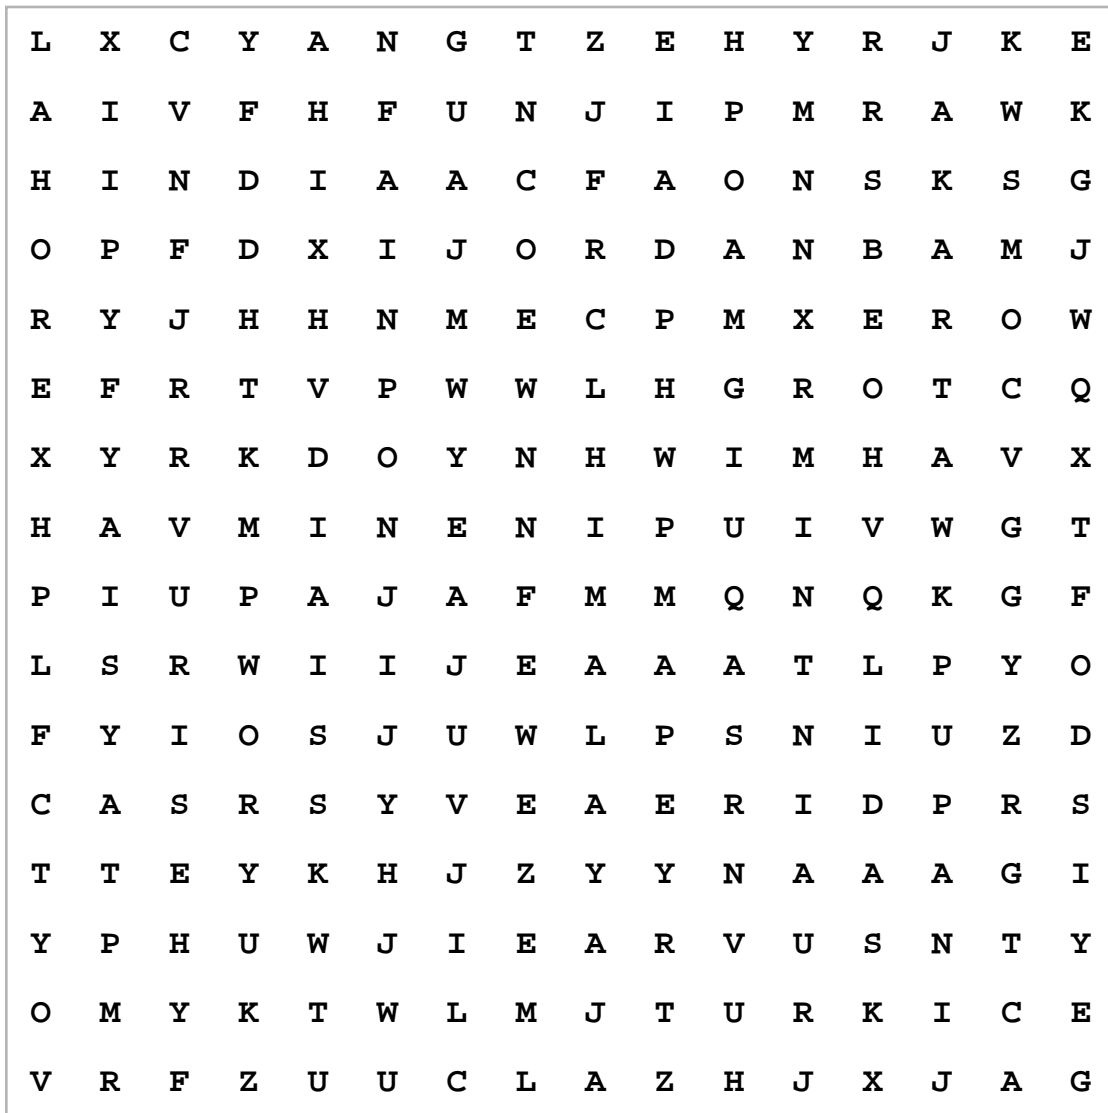 L X C Y A N G T Z E H Y R J K E
A I V F H F U N J I P M R A W K
H I N D I A A C F A O N S K S G
O P F D X I J O R D A N B A M J
R Y J H H N M E C P M X E R O W
E F R T V P W W L H G R O T C Q
X Y R K D O Y N H W I M H A V X
H A V M I N E N I P U I V W G T
P I U P A J A F M M Q N Q K G F
L S R W I I J E A A A T L P Y O
F Y I O S J U W L P S N I U Z D
C A S R S Y V E A E R I D P R S
T T E Y K H J Z Y Y N A A A G I
Y P H U W J I E A R V U S N T Y
O M Y K T W L M J T U R K I C E
V R F Z U U C L A Z H J X J A G